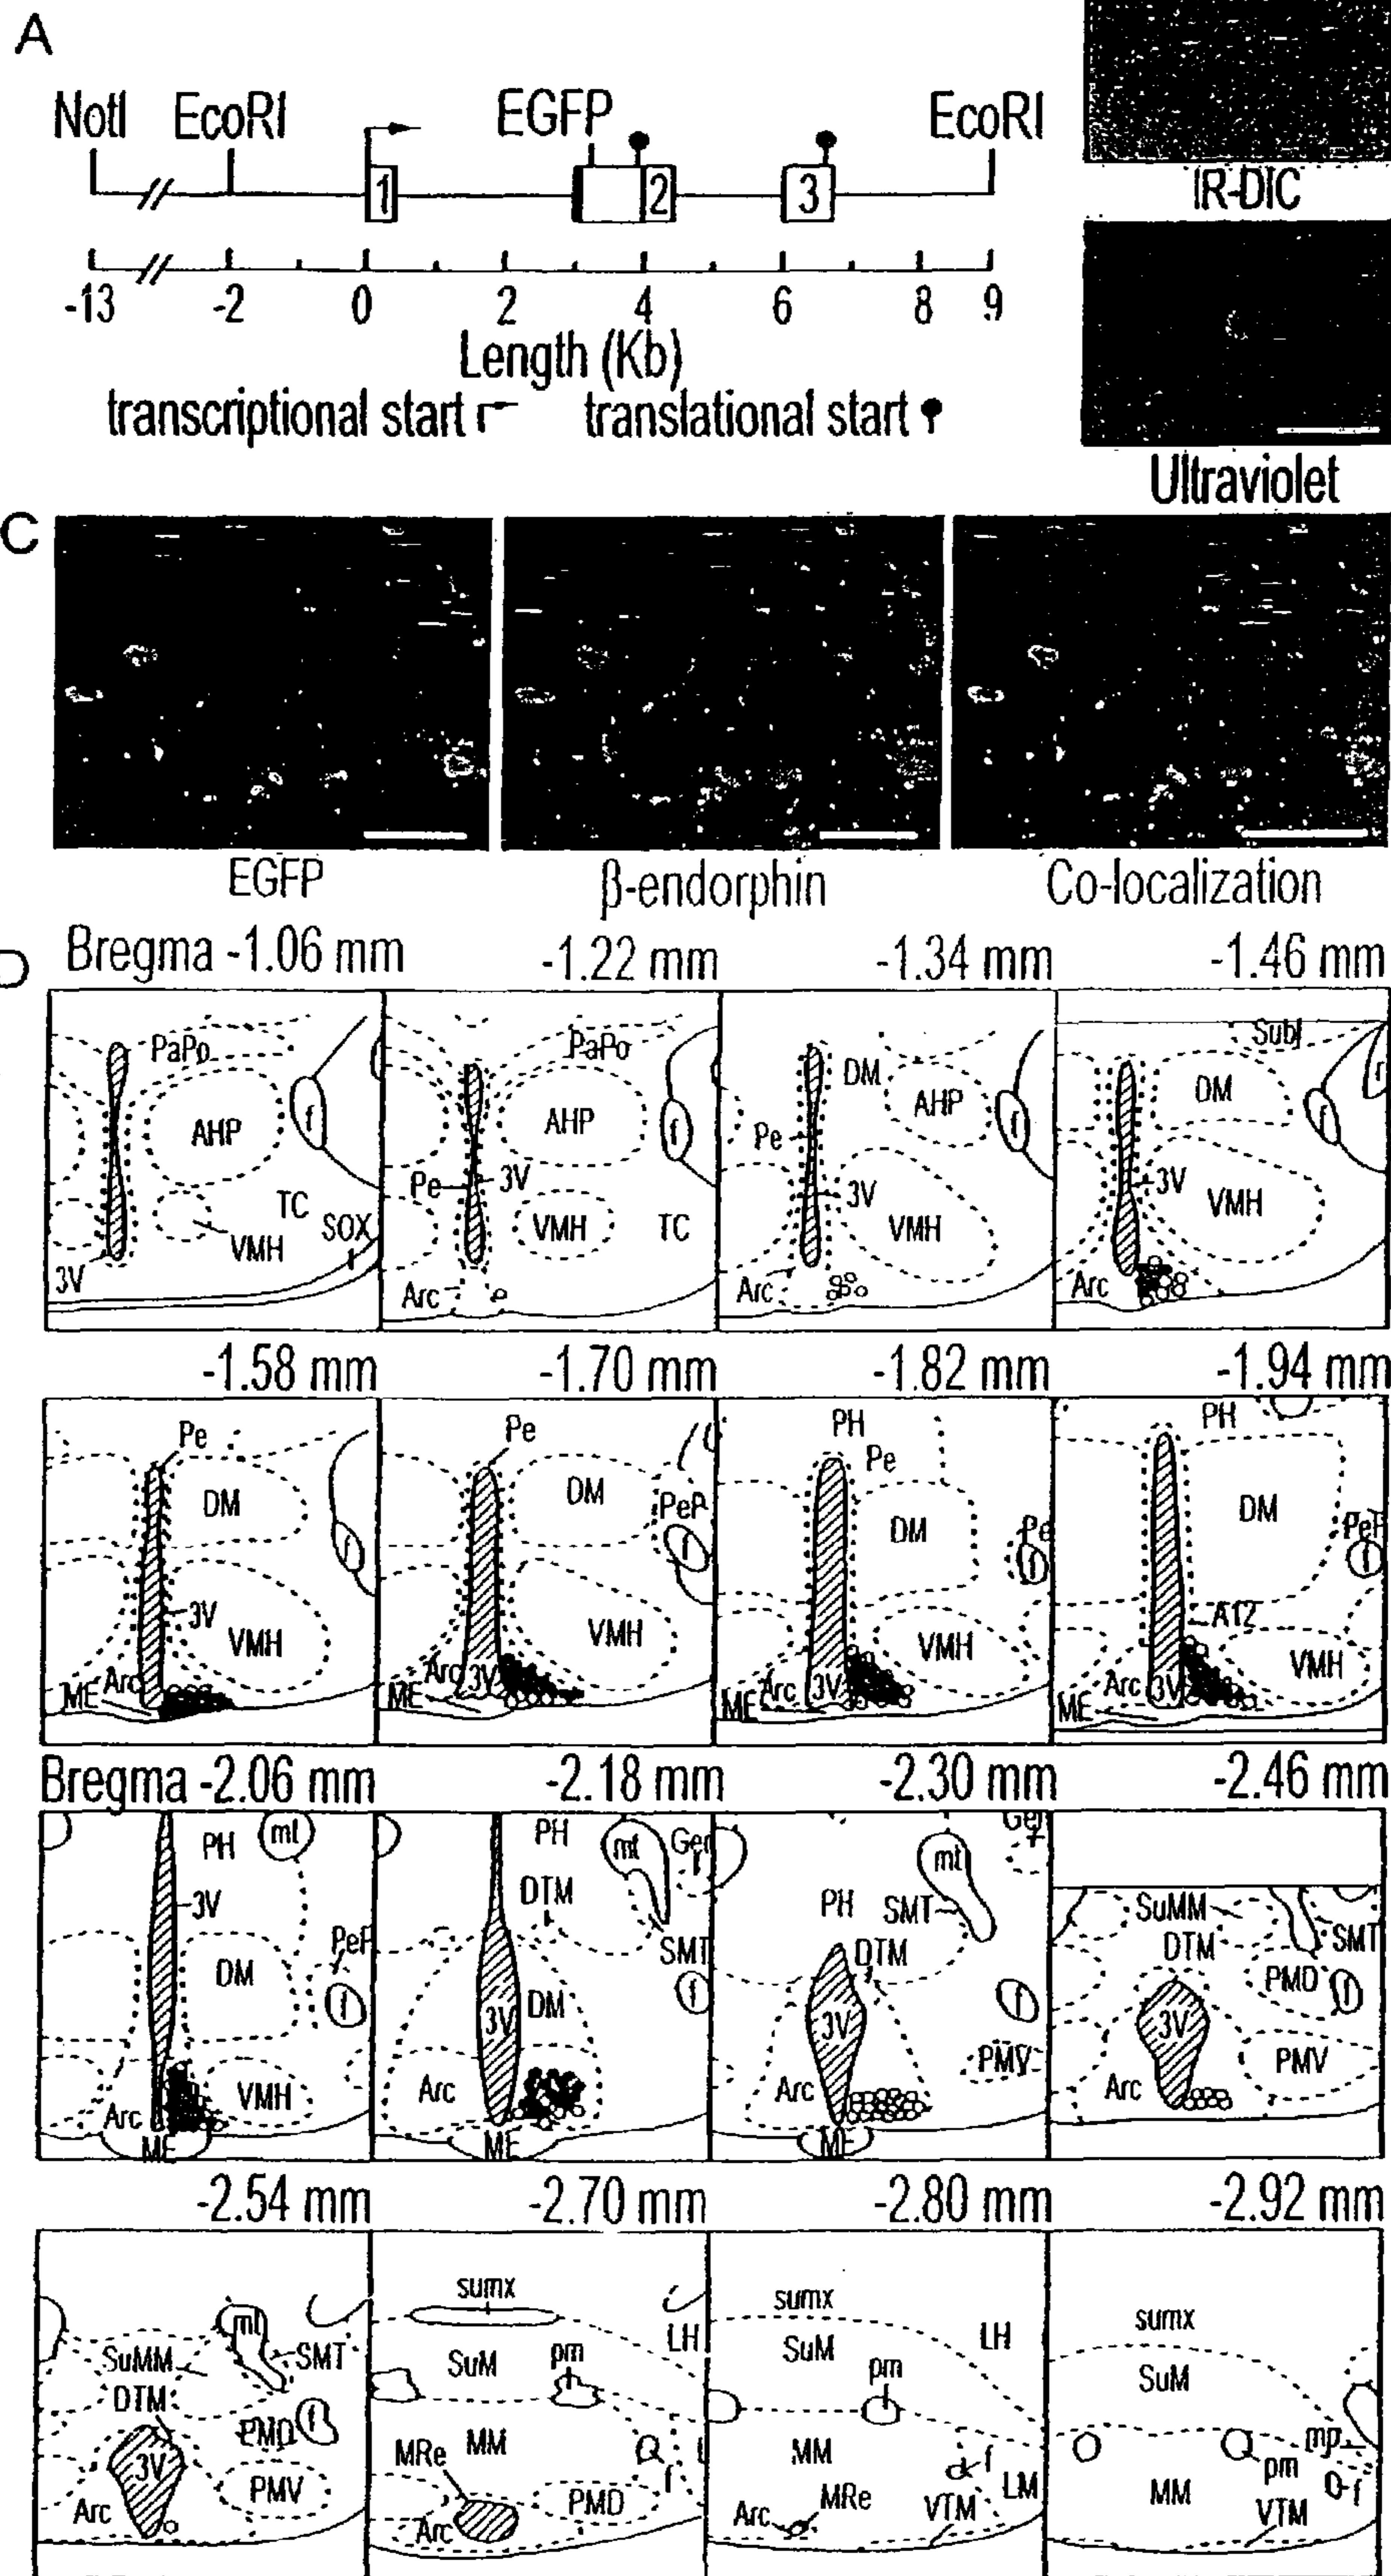 A
NotI EcoRI EGFP EcoRI
1 2 3
-13 -2 0 2 4 6 8 9
Length (Kb)
transcriptional start translational start
IR-DIC
Ultraviolet
C
EGFP β-endorphin Co-localization
D
Bregma -1.06 mm -1.22 mm -1.34 mm -1.46 mm
PaPo PaPo DM SubI
AHP f AHP f AHP f DM f
Pe 3V Pe 3V 3V VMH
TC SOX VMH TC VMH
VMH
3V Arc Arc Arc
-1.58 mm -1.70 mm -1.82 mm -1.94 mm
Pe Pe PH Pe PH
DM DM PeP DM Pe DM PeF
f f f f
3V VMH VMH VMH A12 VMH
Arc Arc 3V Arc 3V Arc 3V
ME ME ME ME
Bregma -2.06 mm -2.18 mm -2.30 mm -2.46 mm
PH mt PH mt Gem mt
3V DTM PH SMT SuMM
PeF SMT DTM DTM SMT
DM f DM f f PMD f
3V 3V PMV 3V PMV
VMH Arc Arc Arc
Arc
ME ME ME
-2.54 mm -2.70 mm -2.80 mm -2.92 mm
sumx sumx sumx
mt LH LH
SuMM SMT SuM pm SuM pm SuM
DTM
PMD f MM MM f mp
3V MRe f LM pm f
PMV PMD MRe MM
Arc Arc Arc VTM VTM